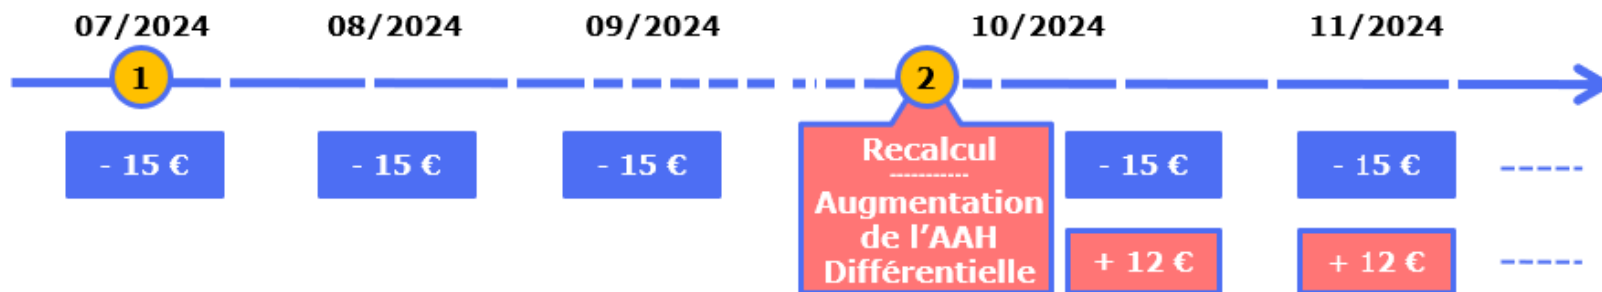 07/2024 08/2024 09/2024 10/2024 11/2024
1 2
- 15 € - 15 € - 15 € - 15 € - 15 €
Recalcul
-----------
Augmentation
de l'AAH
Différentielle
+ 12 € + 12 €